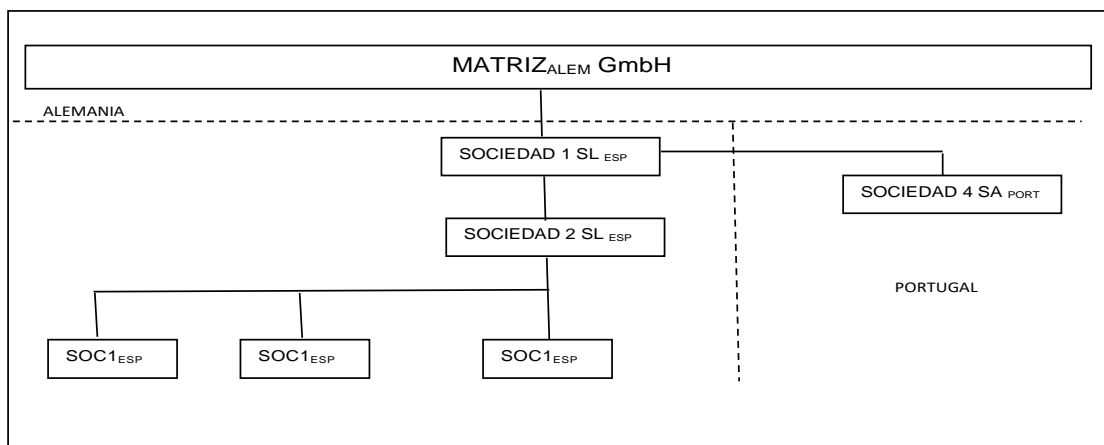 MATRIZALEM GmbH
ALEMANIA
SOCIEDAD 1 SL ESP
SOCIEDAD 4 SA PORT
SOCIEDAD 2 SL ESP
PORTUGAL
SOC1ESP
SOC1ESP
SOC1ESP